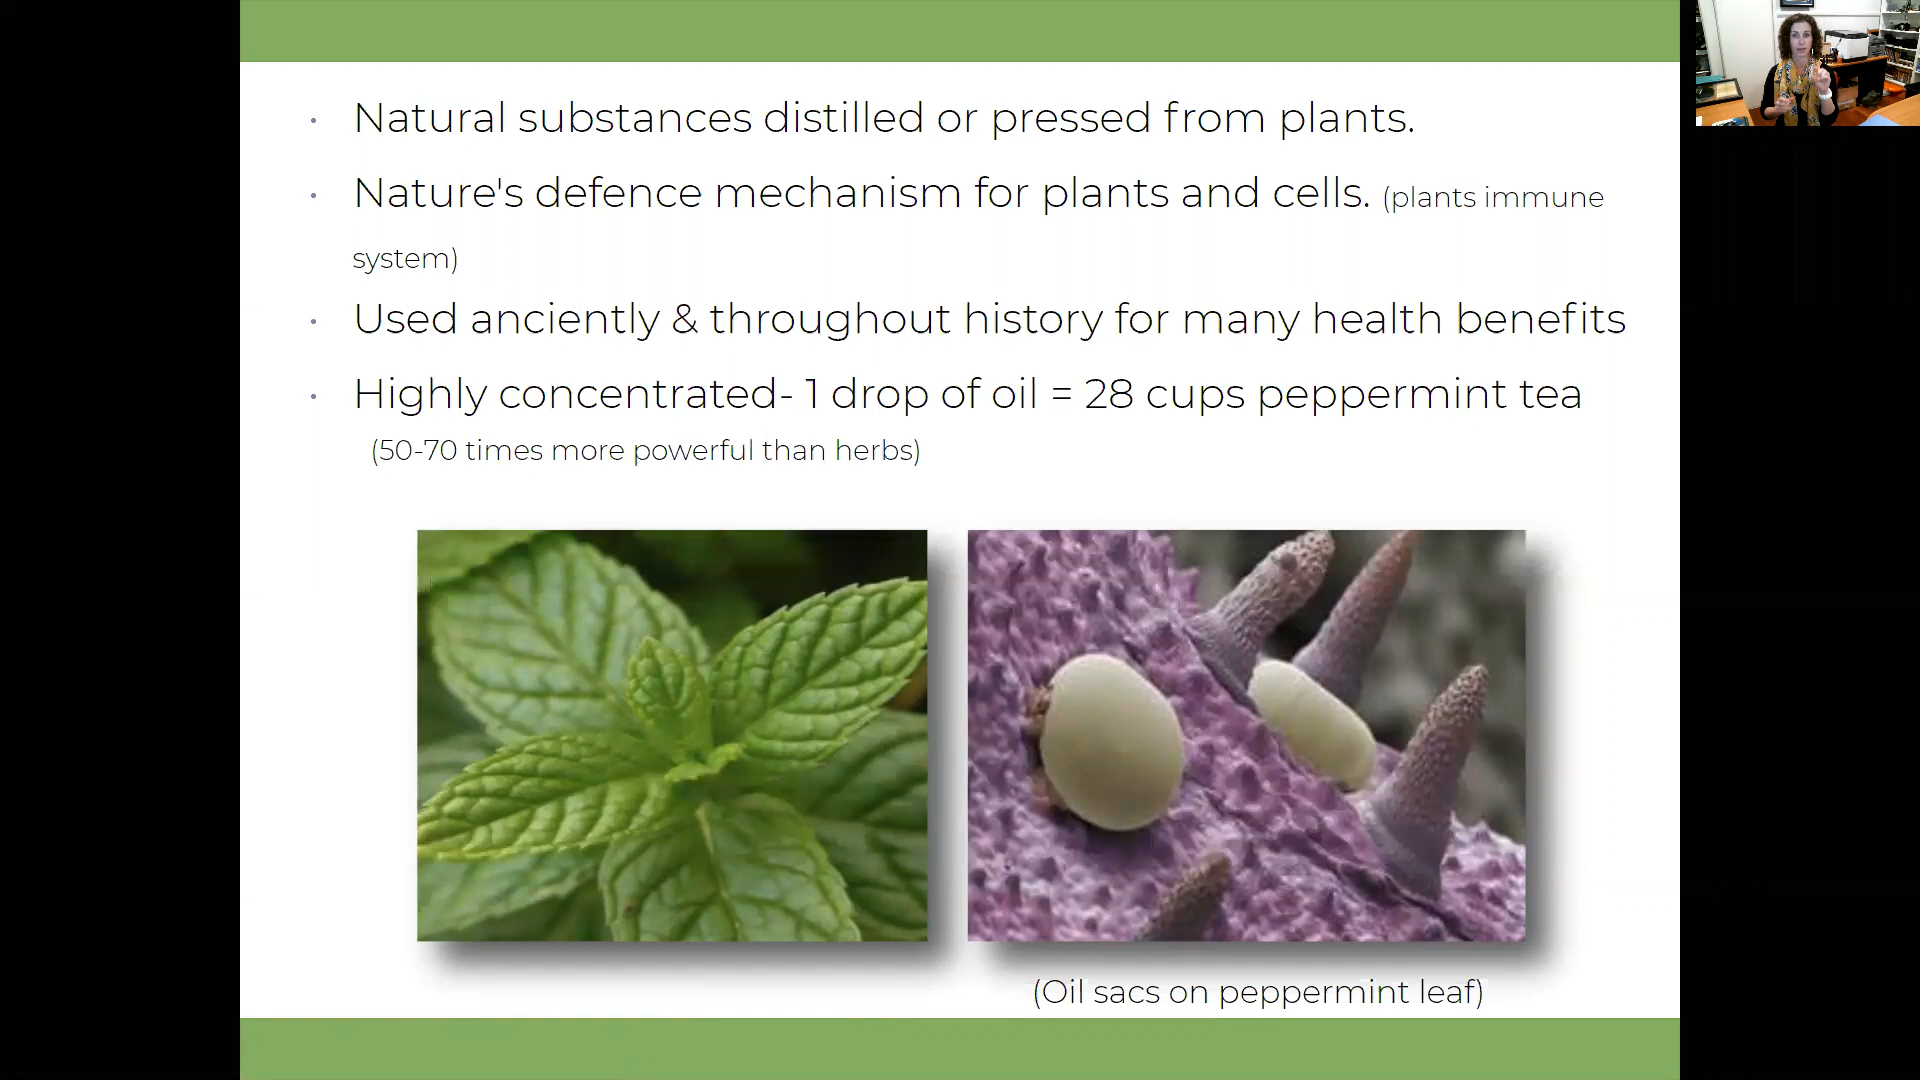 Natural substances distilled or pressed from plants.
Nature's defence mechanism for plants and cells. (plants immune
system)
Used anciently & throughout history for many health benefits
Highly concentrated- 1 drop of oil = 28 cups peppermint tea
(50-70 times more powerful than herbs)
(Oil sacs on peppermint leaf)